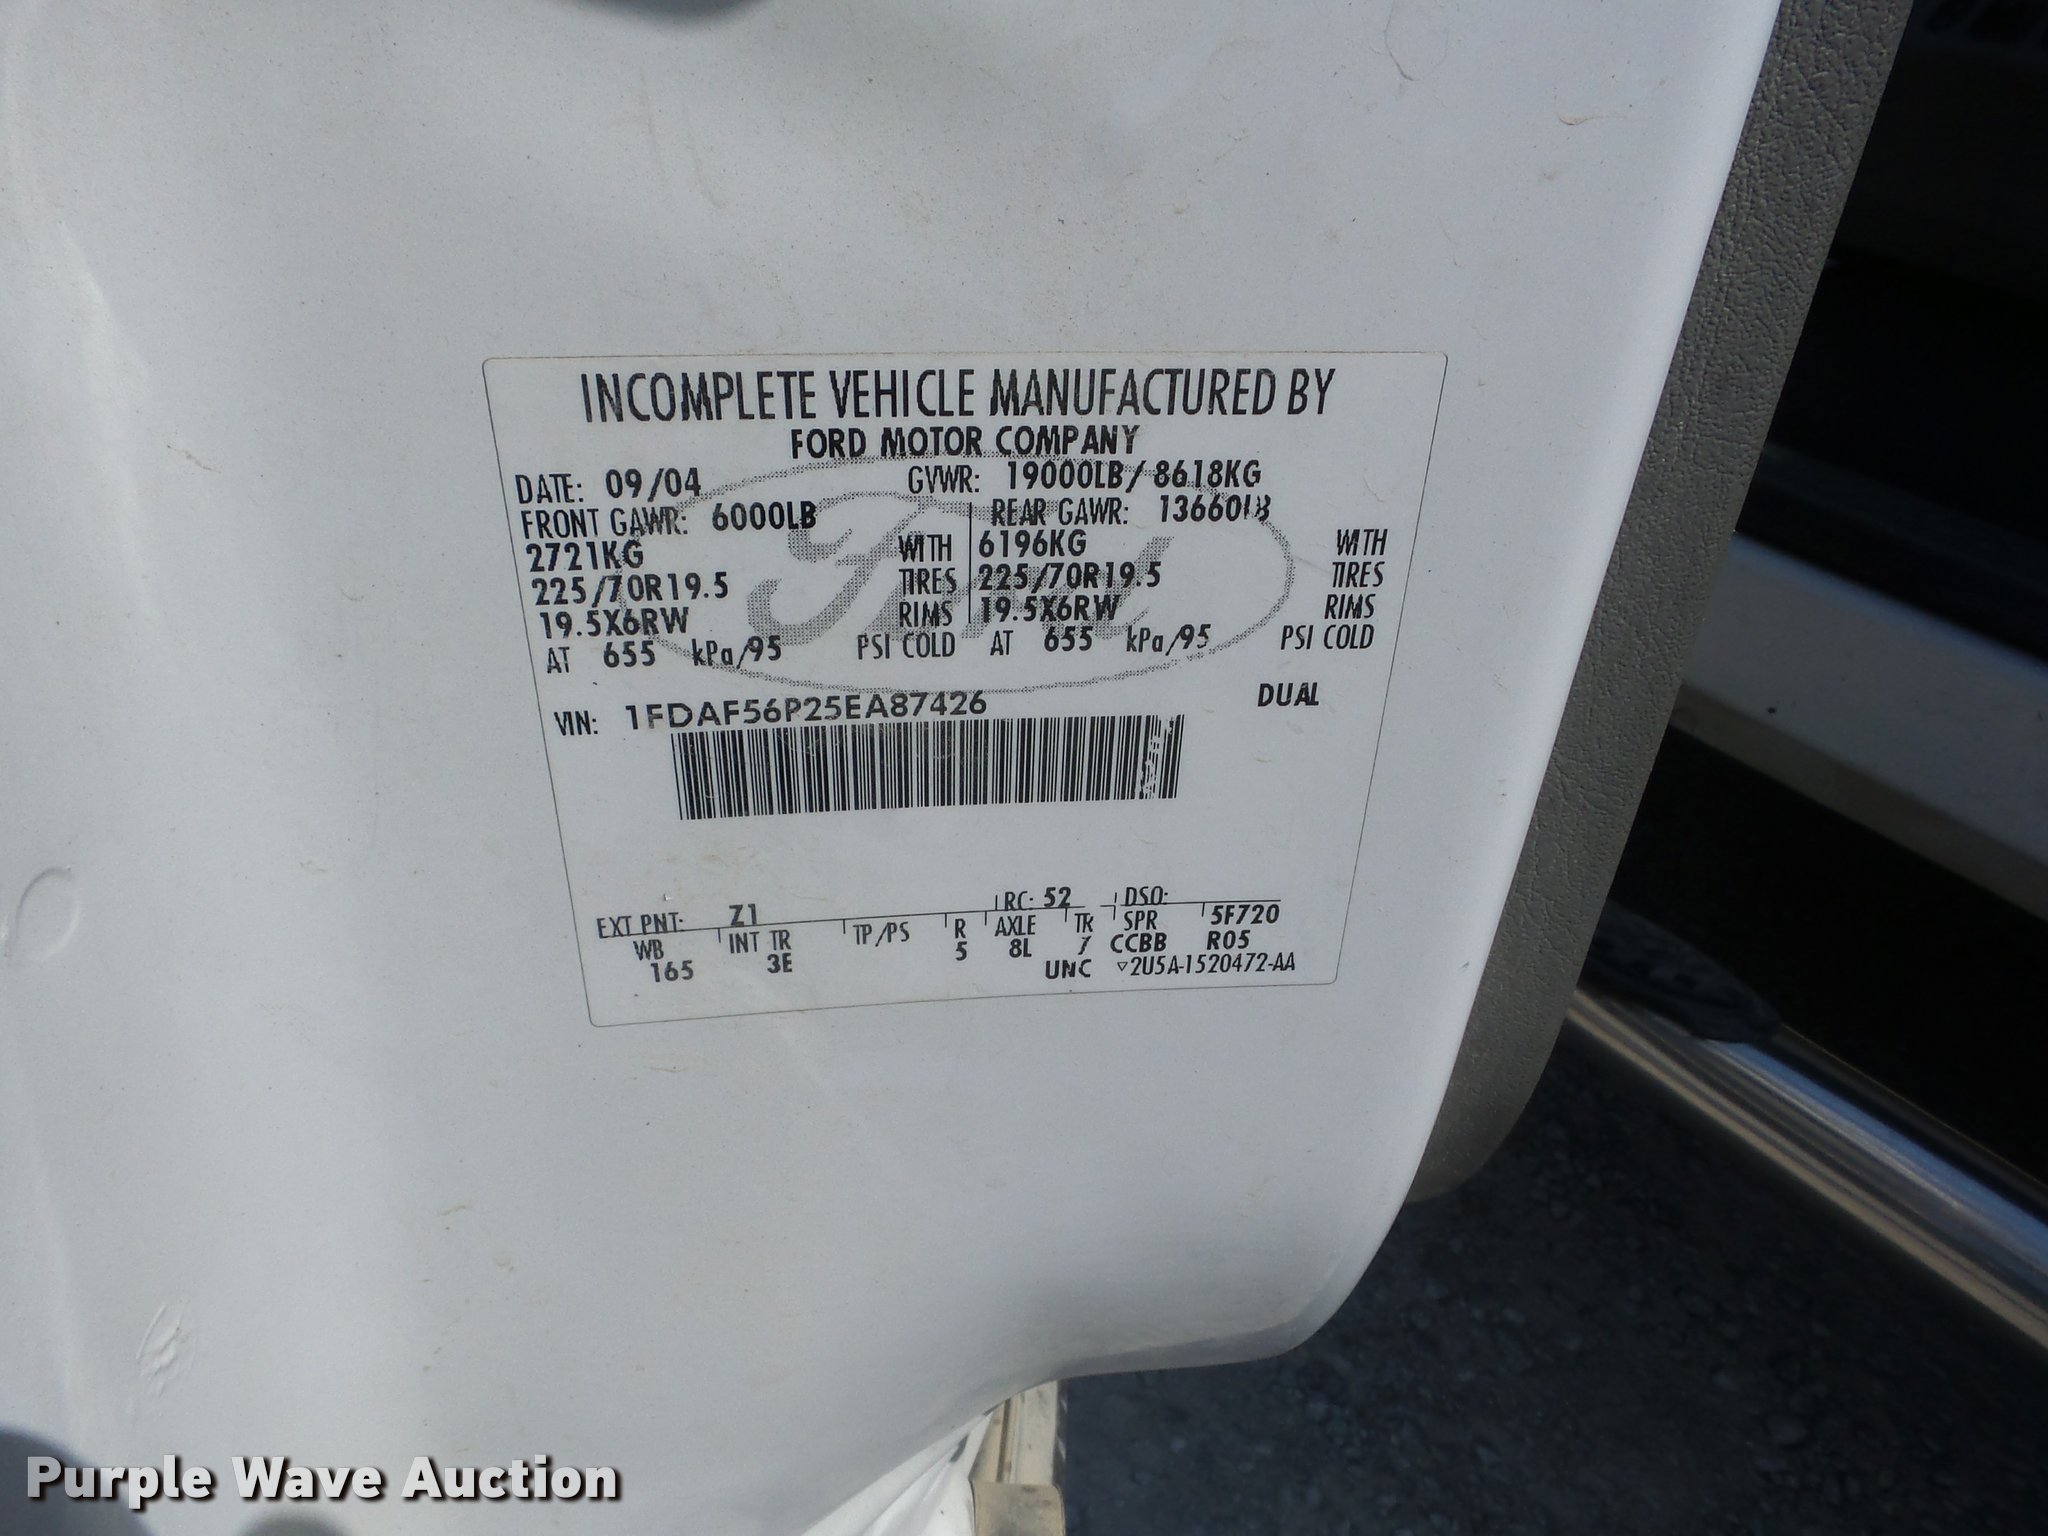 INCOMPLETE VEHICLE MANUFACTURED BY
FORD MOTOR COMPANY
DATE: 09/04 GVWR: 19000LB/ 8618KG
FRONT GAWR: 6000LB REAR GAWR: 13660LB
2721KG WITH 6196KG WITH
225/70R19.5 TIRES 225/70R19.5 TIRES
19.5X6RW RIMS 19.5X6RW RIMS
AT 655 kPa/95 PSI COLD AT 655 kPa/95 PSI COLD
Ford
VIN: 1FDAF56P25EA87426 DUAL
EXT PNT: Z1 RC: 52 DSO:
WB INT TR TP/PS R AXLE TR SPR 5F720
165 3E 5 8L 7 CCBB R05
UNC ▽2U5A-1520472-AA
Purple Wave Auction